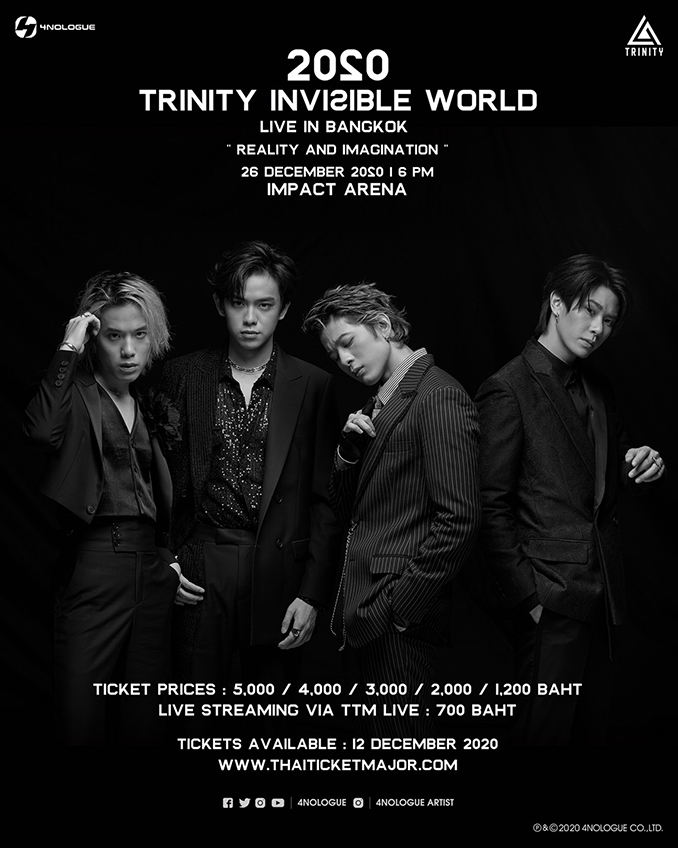 4NOLOGUE
TRINITY
2020
TRINITY INVISIBLE WORLD
LIVE IN BANGKOK
" REALITY AND IMAGINATION "
26 DECEMBER 2020 | 6 PM
IMPACT ARENA
TICKET PRICES : 5,000 / 4,000 / 3,000 / 2,000 / 1,200 BAHT
LIVE STREAMING VIA TTM LIVE : 700 BAHT
TICKETS AVAILABLE : 12 DECEMBER 2020
WWW.THAITICKETMAJOR.COM
4NOLOGUE | 4NOLOGUE ARTIST
Ⓟ&©2020 4NOLOGUE CO.,LTD.